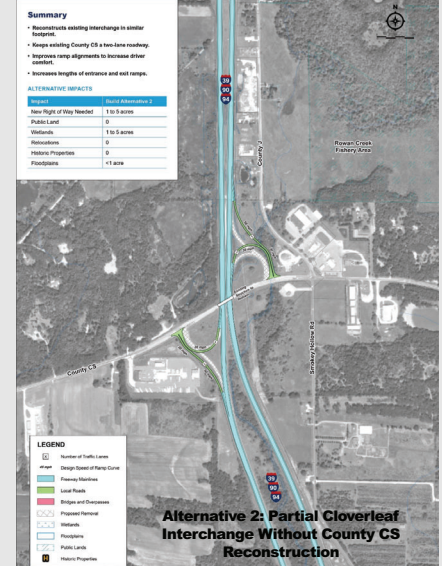 Summary
• Reconstructs existing interchange in similar
footprint.
• Keeps existing County CS a two-lane roadway.
• Improves ramp alignments to increase driver
comfort.
• Increases lengths of entrance and exit ramps.
ALTERNATIVE IMPACTS
Impact Build Alternative 2
New Right of Way Needed 1 to 5 acres
Public Land 0
Wetlands 1 to 5 acres
Relocations 0
Historic Properties 0
Floodplains <1 acre
N
39
90
94
County J
Rowan Creek
Fishery Area
Smokey Hollow Rd
County CS
39
90
94
LEGEND
Number of Traffic Lanes
Design Speed of Ramp Curve
Freeway Mainlines
Local Roads
Bridges and Overpasses
Proposed Removal
Wetlands
Floodplains
Public Lands
H Historic Properties
Alternative 2: Partial Cloverleaf
Interchange Without County CS
Reconstruction